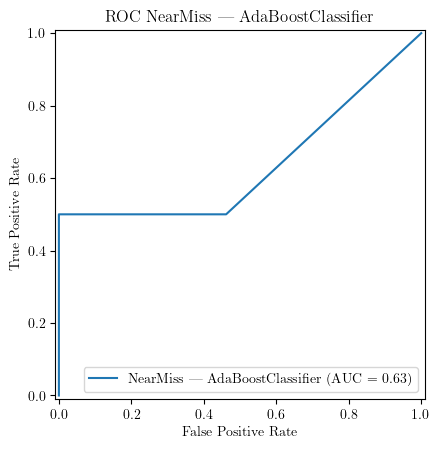 ROC NearMiss — AdaBoostClassifier
1.0
0.8
0.6
0.4
0.2
0.0
True Positive Rate
NearMiss — AdaBoostClassifier (AUC = 0.63)
0.0 0.2 0.4 0.6 0.8 1.0
False Positive Rate